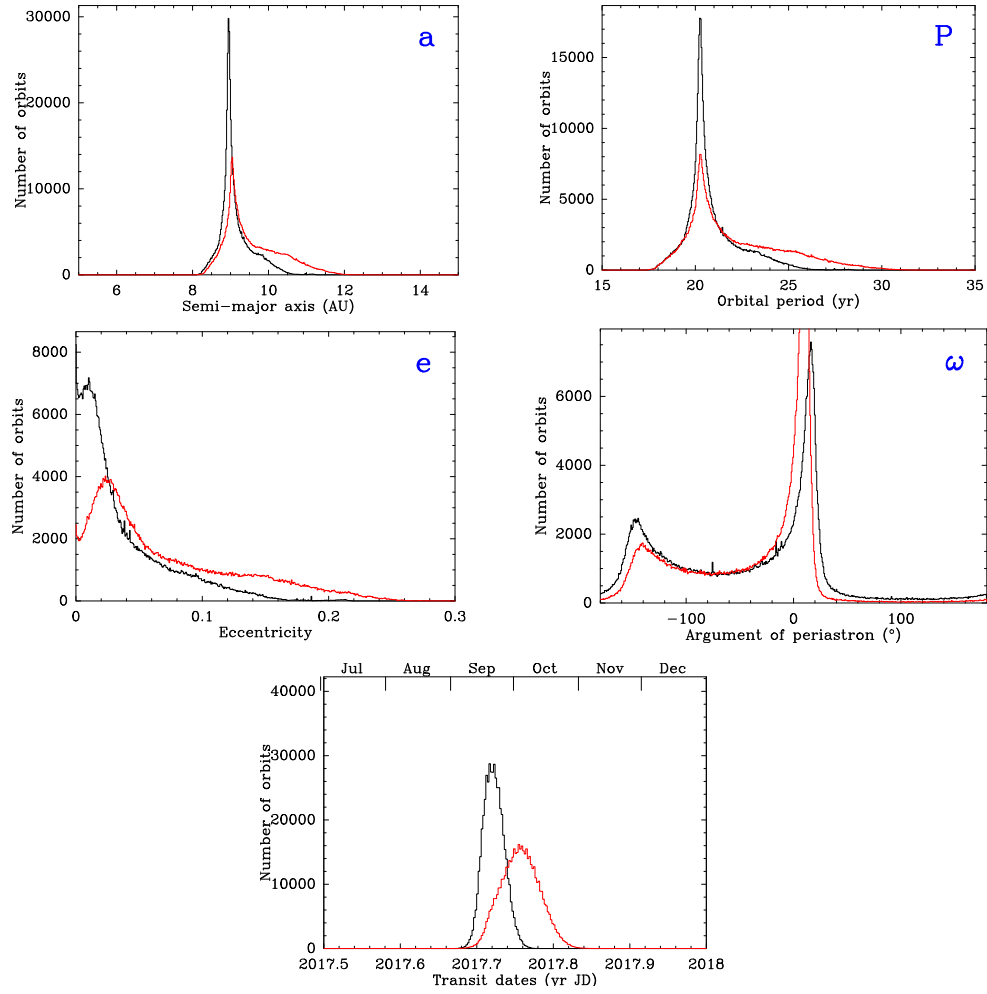 a
Number of orbits
30000
20000
10000
0
6 8 10 12 14
Semi-major axis (AU)
P
Number of orbits
15000
10000
5000
0
15 20 25 30 35
Orbital period (yr)
e
Number of orbits
8000
6000
4000
2000
0
0 0.1 0.2 0.3
Eccentricity
ω
Number of orbits
6000
4000
2000
0
-100 0 100
Argument of periastron (°)
Jul Aug Sep Oct Nov Dec
Number of orbits
40000
30000
20000
10000
0
2017.5 2017.6 2017.7 2017.8 2017.9 2018
Transit dates (yr JD)